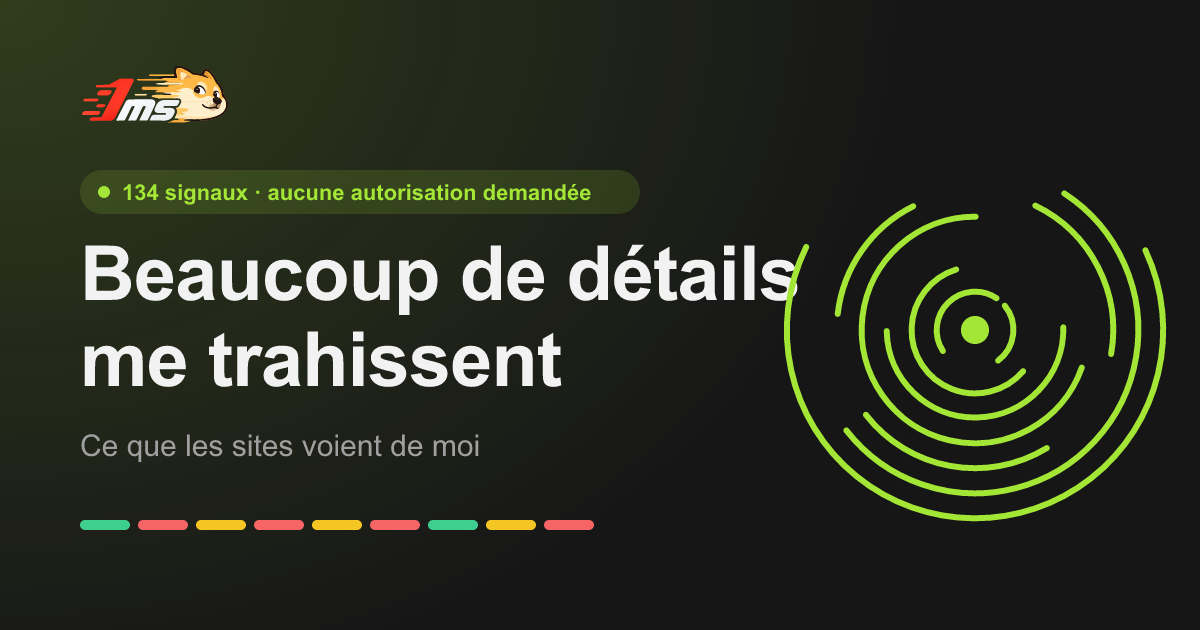 1ms
134 signaux · aucune autorisation demandée
Beaucoup de détails
me trahissent
Ce que les sites voient de moi